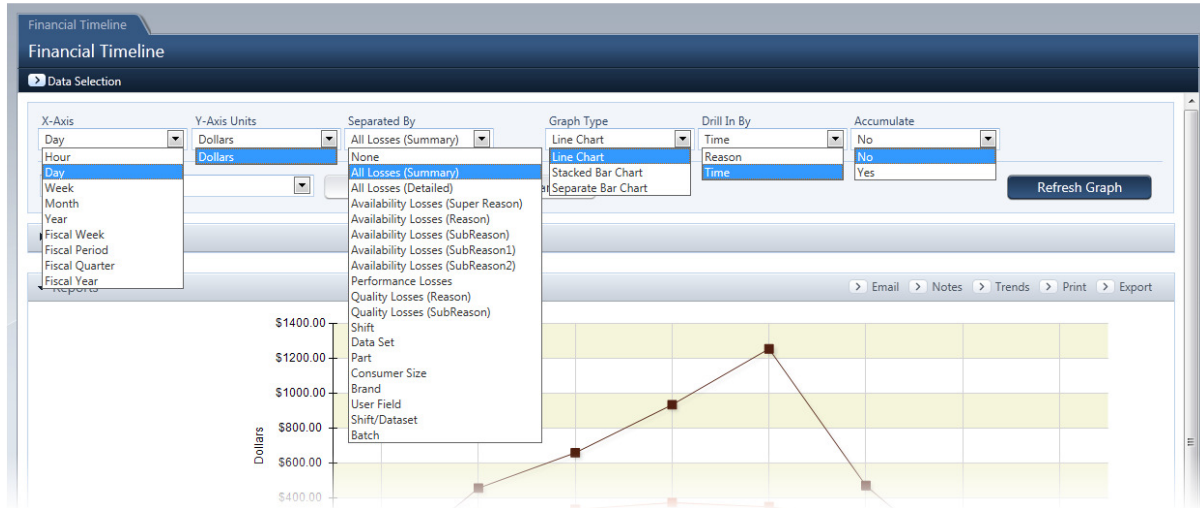 Financial Timeline
Financial Timeline
Data Selection
X-Axis Y-Axis Units Separated By Graph Type Drill In By Accumulate
Day Dollars All Losses (Summary) Line Chart Time No
Hour
Day
Week
Month
Year
Fiscal Week
Fiscal Period
Fiscal Quarter
Fiscal Year
Dollars
None
All Losses (Summary)
All Losses (Detailed)
Availability Losses (Super Reason)
Availability Losses (Reason)
Availability Losses (SubReason)
Availability Losses (SubReason1)
Availability Losses (SubReason2)
Performance Losses
Quality Losses (Reason)
Quality Losses (SubReason)
Shift
Data Set
Part
Consumer Size
Brand
User Field
Shift/Dataset
Batch
Line Chart
Stacked Bar Chart
Separate Bar Chart
Reason
Time
No
Yes
Refresh Graph
Reports
Email Notes Trends Print Export
$1400.00
$1200.00
$1000.00
$800.00
$600.00
$400.00
Dollars